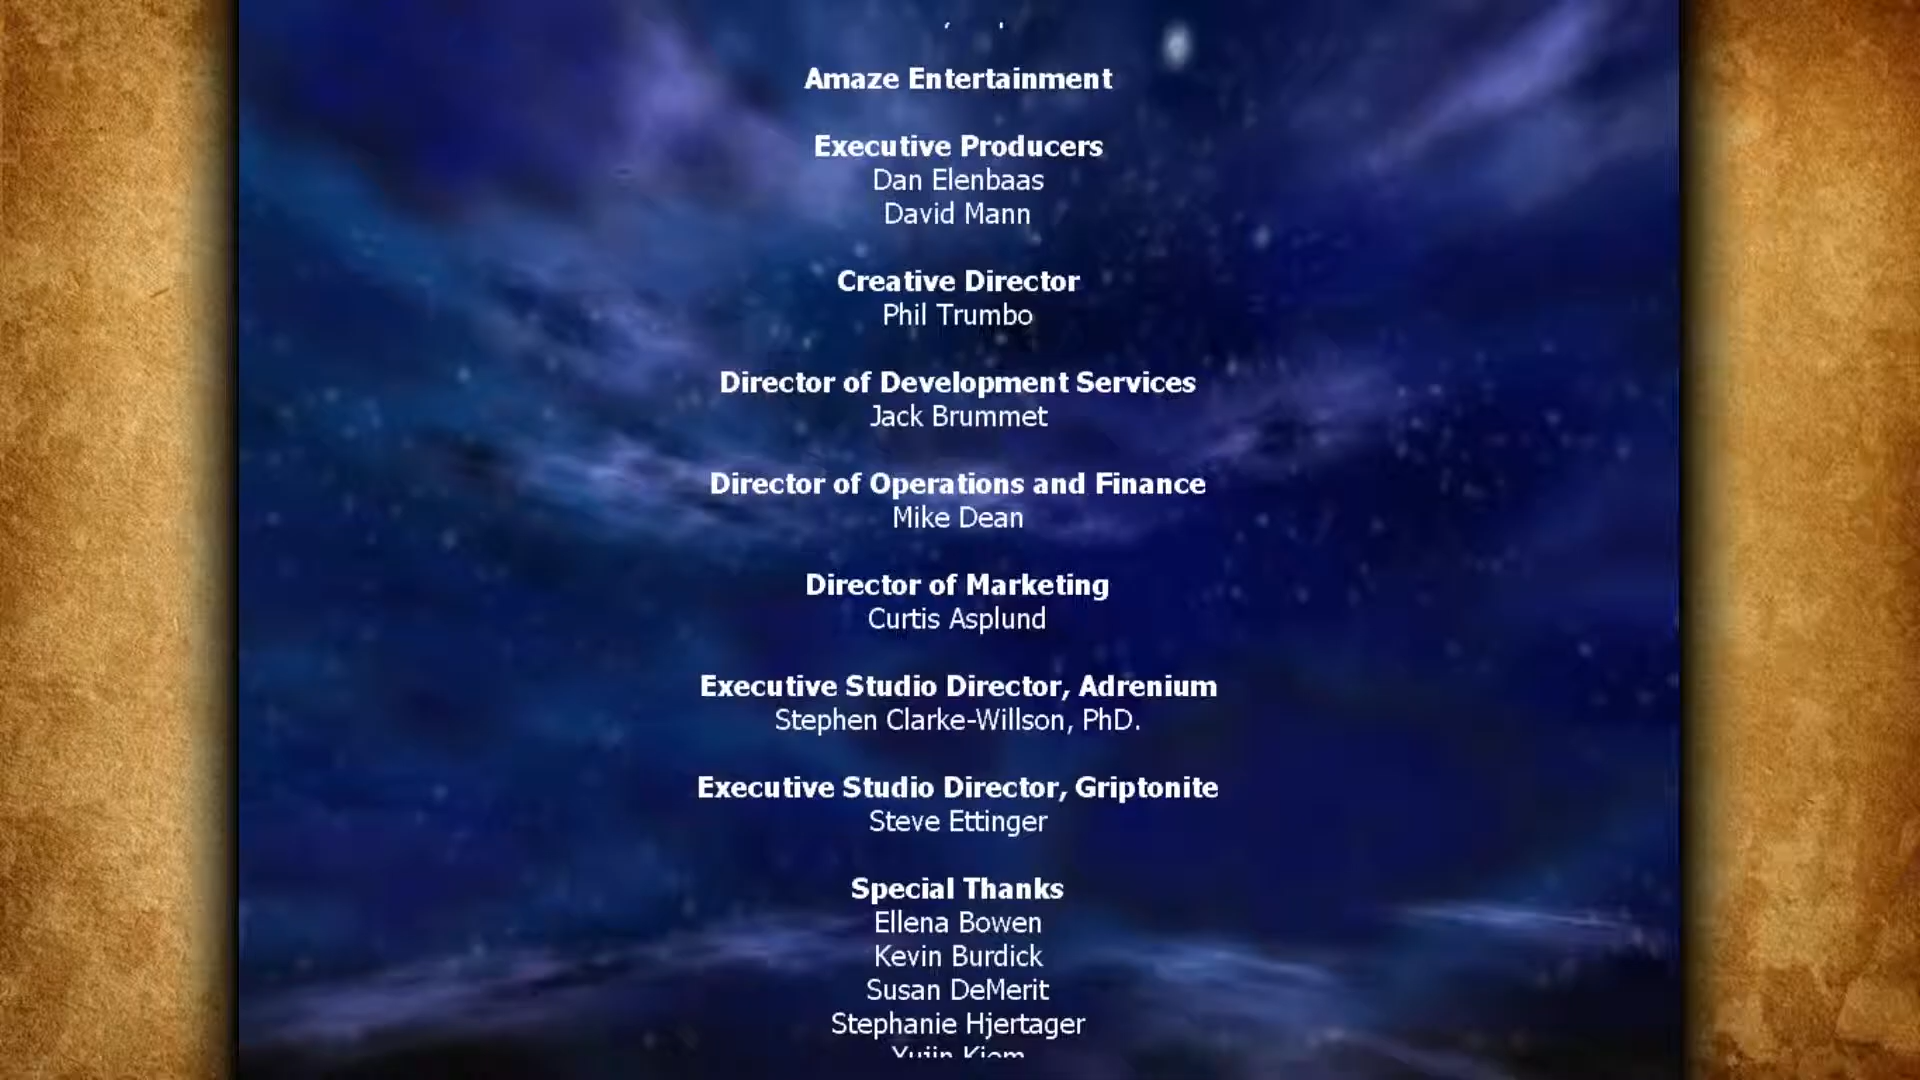 Amaze Entertainment
Executive Producers
Dan Elenbaas
David Mann
Creative Director
Phil Trumbo
Director of Development Services
Jack Brummet
Director of Operations and Finance
Mike Dean
Director of Marketing
Curtis Asplund
Executive Studio Director, Adrenium
Stephen Clarke-Willson, PhD.
Executive Studio Director, Griptonite
Steve Ettinger
Special Thanks
Ellena Bowen
Kevin Burdick
Susan DeMerit
Stephanie Hjertager